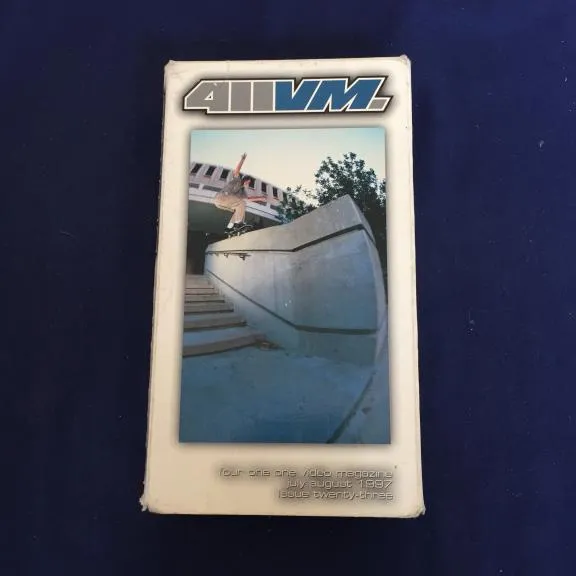 411VM.
four one one video magazine
july august 1997
issue twenty-three